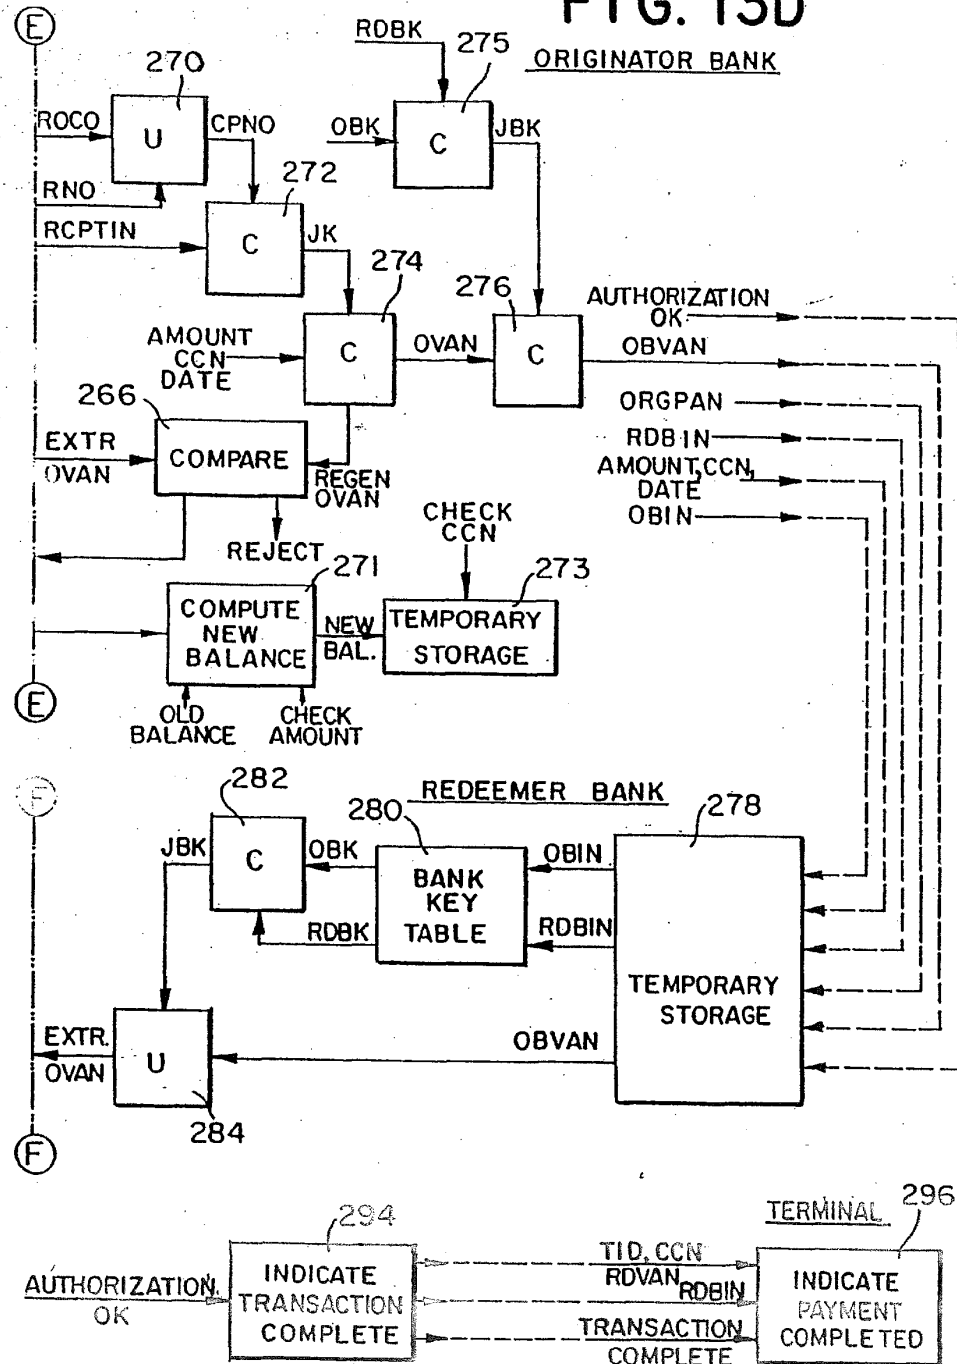 FIG. 13D
E
RDBK
275
ORIGINATOR BANK
270
ROCO
U
CPNO
OBK
C
JBK
RNO
272
RCPTIN
C
JK
274
276
AUTHORIZATION
OK
AMOUNT
CCN
DATE
C
OVAN
C
OBVAN
266
ORGPAN
EXTR
OVAN
COMPARE
REGEN
OVAN
RDBIN
AMOUNT,CCN,
DATE
OBIN
CHECK
CCN
REJECT
271
273
COMPUTE
NEW
BALANCE
NEW
BAL.
TEMPORARY
STORAGE
E
OLD
BALANCE
CHECK
AMOUNT
F
282
REDEEMER BANK
280
278
JBK
C
OBK
BANK
KEY
TABLE
OBIN
RDBK
RDBIN
TEMPORARY
STORAGE
EXTR.
OVAN
U
OBVAN
284
F
294
TERMINAL
296
AUTHORIZATION
OK
INDICATE
TRANSACTION
COMPLETE
TID, CCN
RDVAN
RDBIN
TRANSACTION
COMPLETE
INDICATE
PAYMENT
COMPLETED